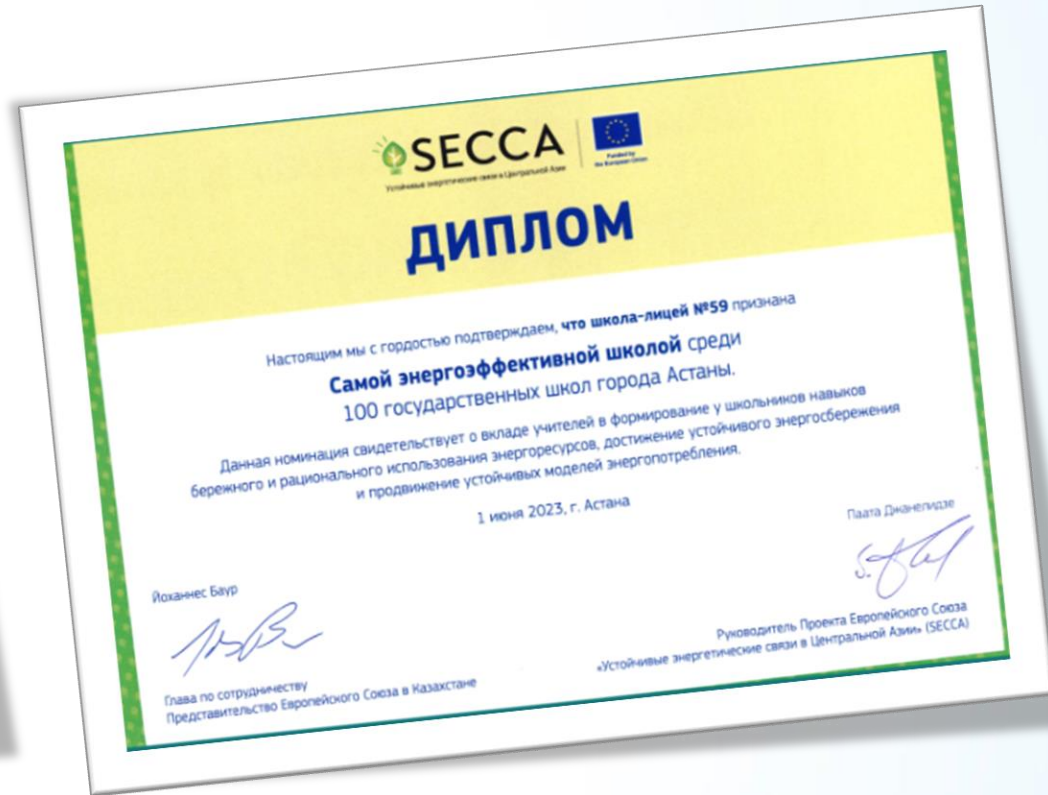 SECCA
Устойчивые энергетические связи в Центральной Азии
Funded by
the European Union
ДИПЛОМ
Настоящим мы с гордостью подтверждаем, что школа-лицей №59 признана
Самой энергоэффективной школой среди
100 государственных школ города Астаны.
Данная номинация свидетельствует о вкладе учителей в формирование у школьников навыков
бережного и рационального использования энергоресурсов, достижение устойчивого энергосбережения
и продвижение устойчивых моделей энергопотребления.
1 июня 2023, г. Астана
Йоханнес Баур
Глава по сотрудничеству
Представительство Европейского Союза в Казахстане
Паата Джанелидзе
Руководитель Проекта Европейского Союза
«Устойчивые энергетические связи в Центральной Азии» (SECCA)